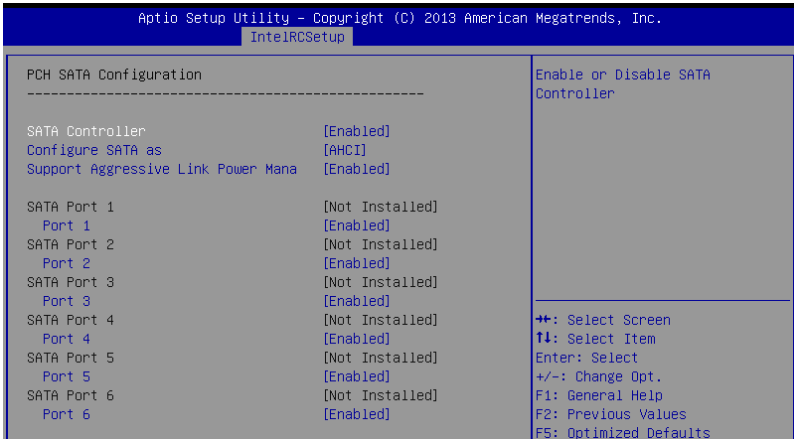 Aptio Setup Utility – Copyright (C) 2013 American Megatrends, Inc.
IntelRCSetup
PCH SATA Configuration
--------------------------------------------------
SATA Controller [Enabled]
Configure SATA as [AHCI]
Support Aggressive Link Power Mana [Enabled]
SATA Port 1 [Not Installed]
Port 1 [Enabled]
SATA Port 2 [Not Installed]
Port 2 [Enabled]
SATA Port 3 [Not Installed]
Port 3 [Enabled]
SATA Port 4 [Not Installed]
Port 4 [Enabled]
SATA Port 5 [Not Installed]
Port 5 [Enabled]
SATA Port 6 [Not Installed]
Port 6 [Enabled]
Enable or Disable SATA
Controller
→←: Select Screen
↑↓: Select Item
Enter: Select
+/-: Change Opt.
F1: General Help
F2: Previous Values
F5: Optimized Defaults